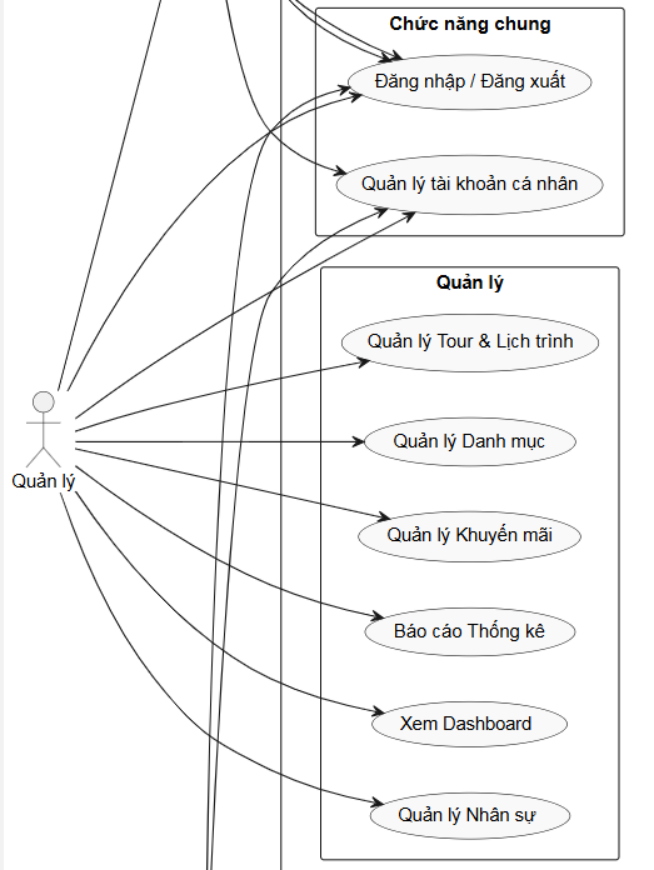 Chức năng chung
Đăng nhập / Đăng xuất
Quản lý tài khoản cá nhân
Quản lý
Quản lý Tour & Lịch trình
Quản lý Danh mục
Quản lý
Quản lý Khuyến mãi
Báo cáo Thống kê
Xem Dashboard
Quản lý Nhân sự